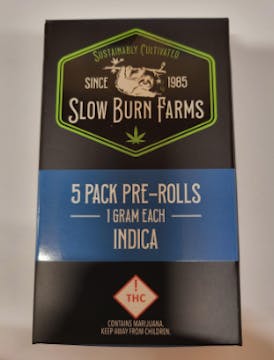 SUSTAINABLY CULTIVATED
SINCE 1985
SLOW BURN FARMS
5 PACK PRE-ROLLS
1 GRAM EACH
INDICA
!
THC
CONTAINS MARIJUANA.
KEEP AWAY FROM CHILDREN.